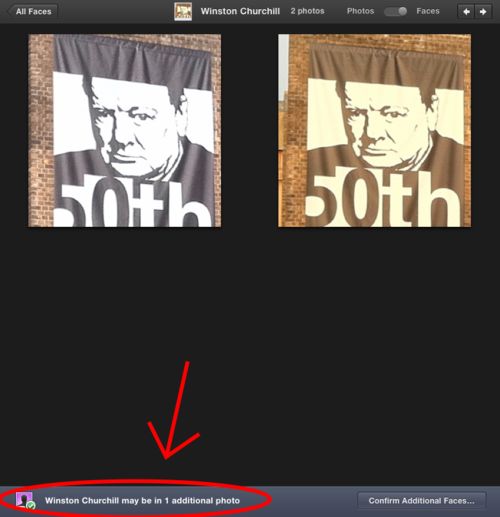 All Faces
Winston Churchill
2 photos
Photos
Faces
50th
50th
Winston Churchill may be in 1 additional photo
Confirm Additional Faces...